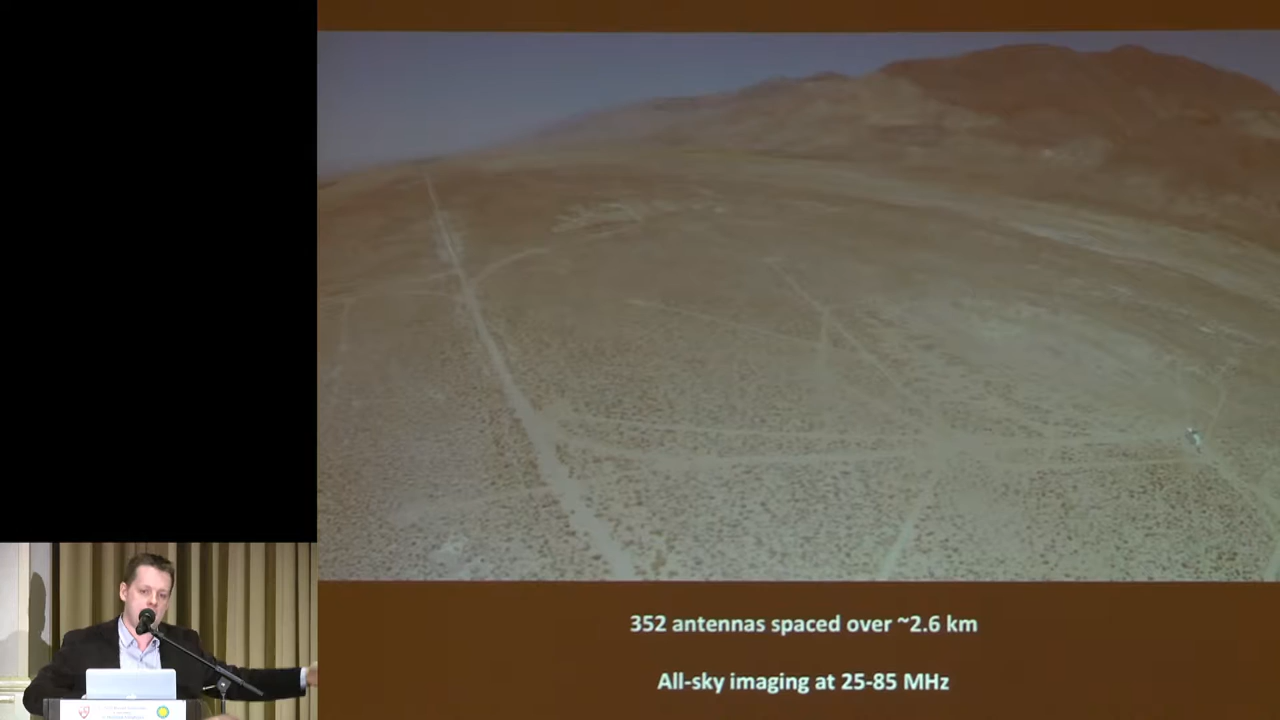 352 antennas spaced over ~2.6 km
All-sky imaging at 25-85 MHz